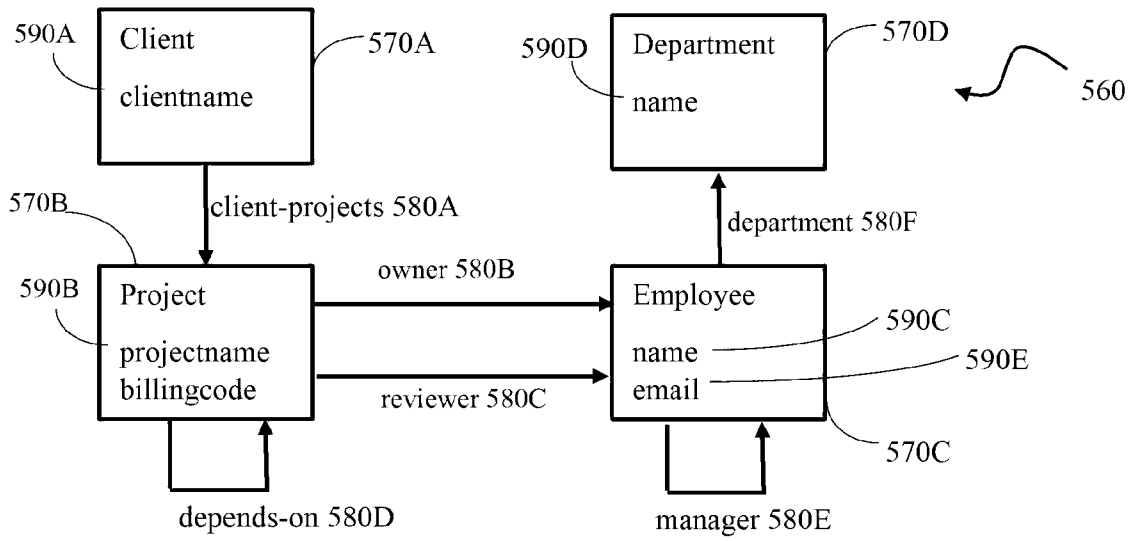 590A
Client
clientname
570A
590D
Department
name
570D
560
570B
client-projects 580A
department 580F
590B
Project
projectname
billingcode
owner 580B
reviewer 580C
Employee
name
email
590C
590E
570C
depends-on 580D
manager 580E